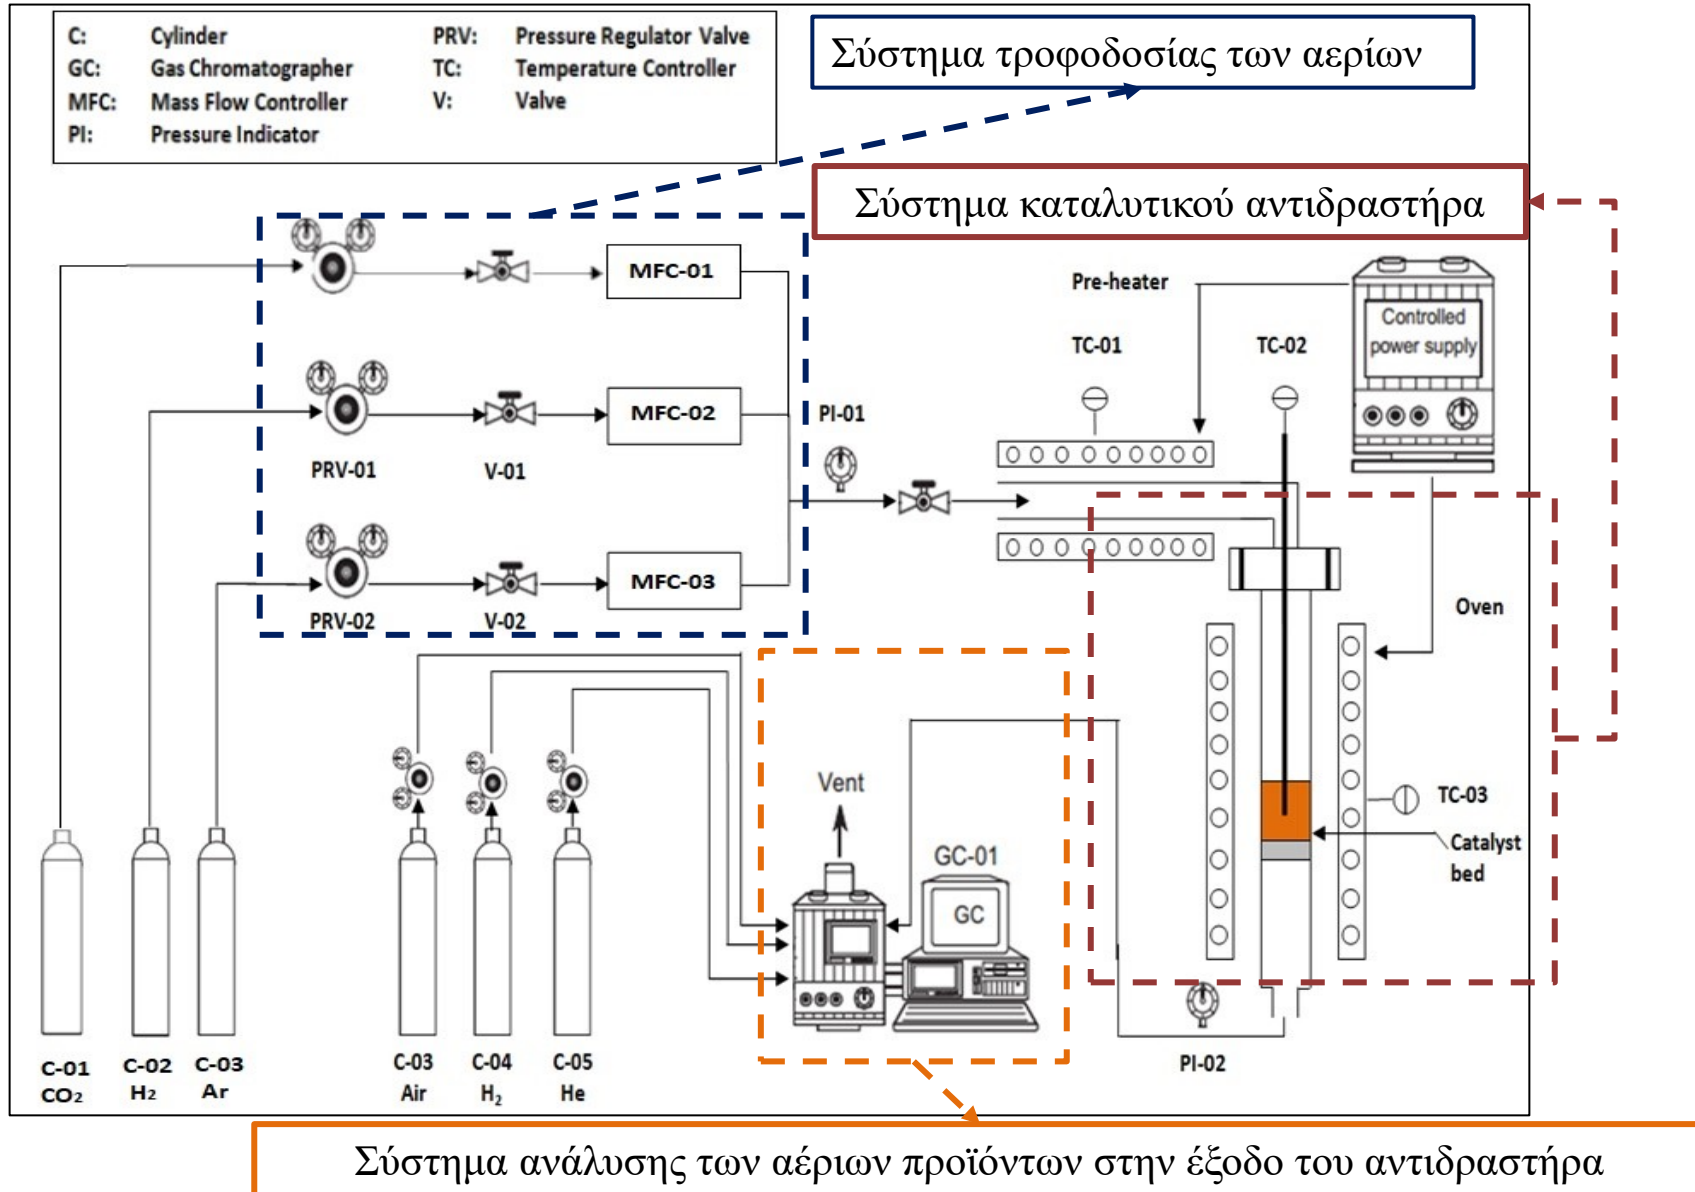 C: Cylinder PRV: Pressure Regulator Valve
GC: Gas Chromatographer TC: Temperature Controller
MFC: Mass Flow Controller V: Valve
PI: Pressure Indicator
Σύστημα τροφοδοσίας των αερίων
Σύστημα καταλυτικού αντιδραστήρα
MFC-01
Pre-heater
Controlled
power supply
TC-01
TC-02
MFC-02
PI-01
PRV-01
V-01
MFC-03
PRV-02
V-02
Oven
Vent
TC-03
GC-01
GC
Catalyst
bed
C-01
CO2
C-02
H2
C-03
Ar
C-03
Air
C-04
H2
C-05
He
PI-02
Σύστημα ανάλυσης των αέριων προϊόντων στην έξοδο του αντιδραστήρα